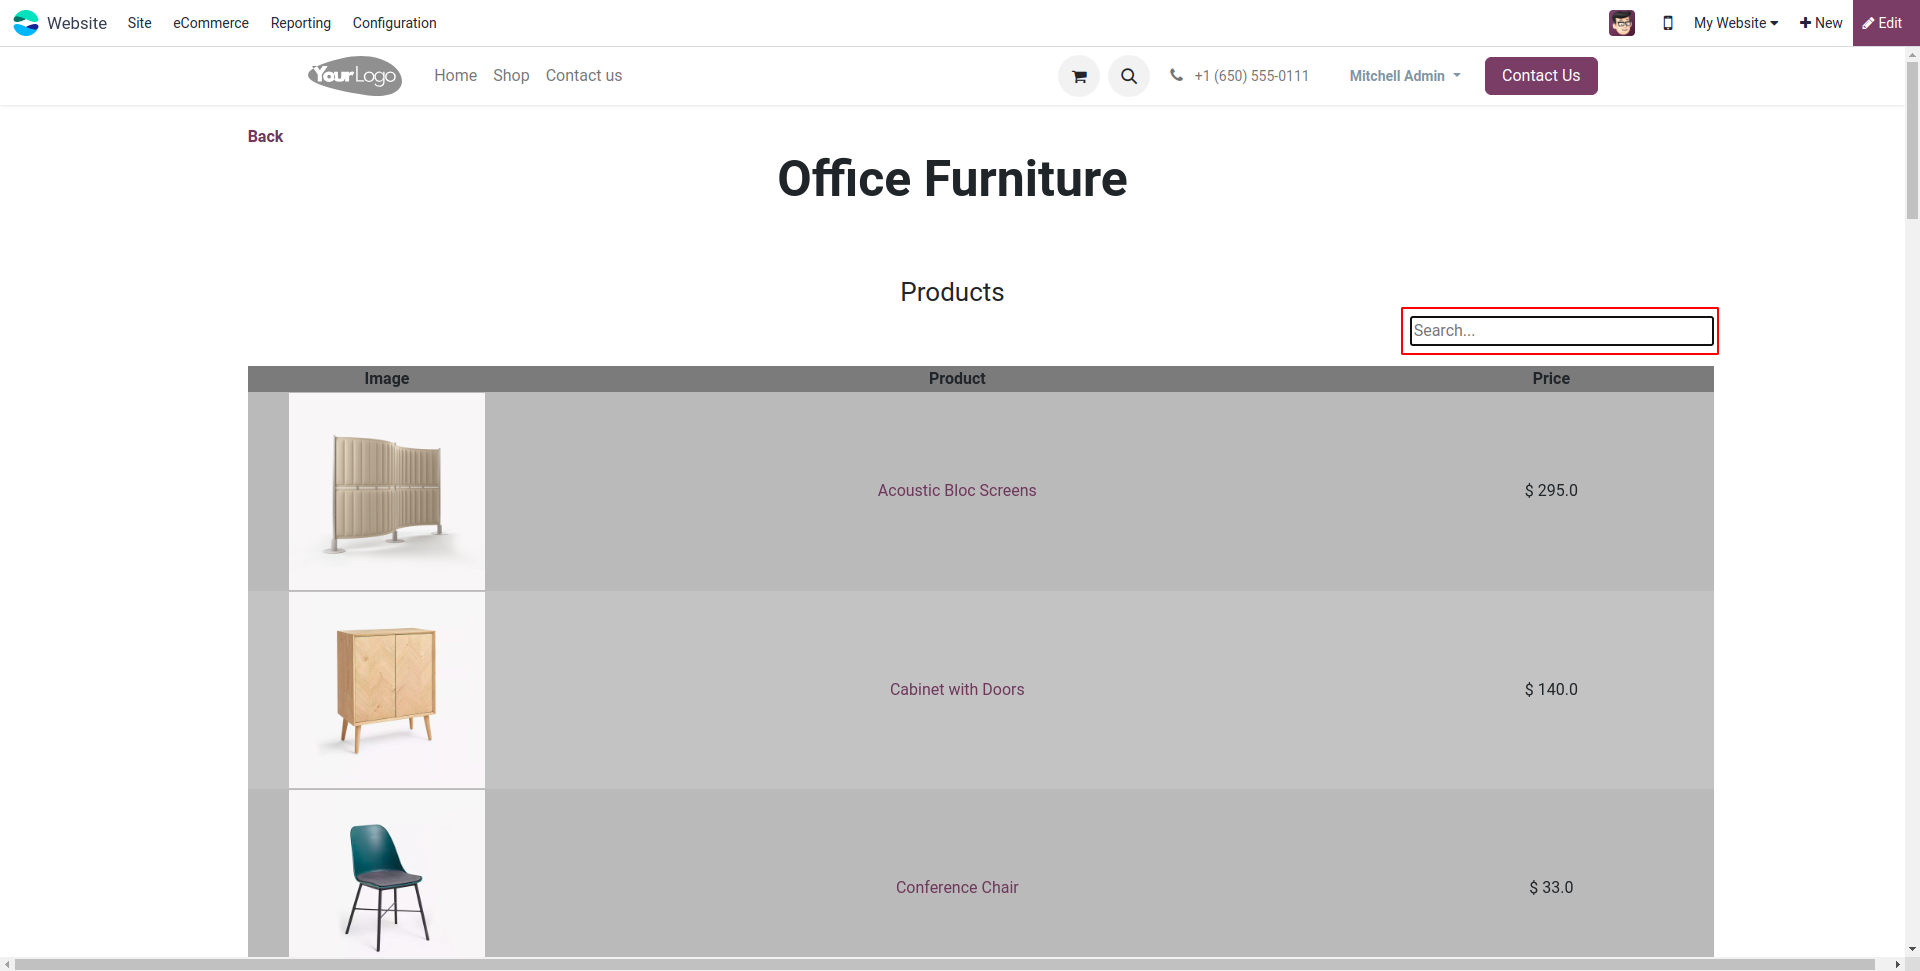 Website Site eCommerce Reporting Configuration My Website New Edit
YourLogo Home Shop Contact us +1 (650) 555-0111 Mitchell Admin Contact Us
Back
Office Furniture
Products
Search...
Image Product Price
Acoustic Bloc Screens $ 295.0
Cabinet with Doors $ 140.0
Conference Chair $ 33.0